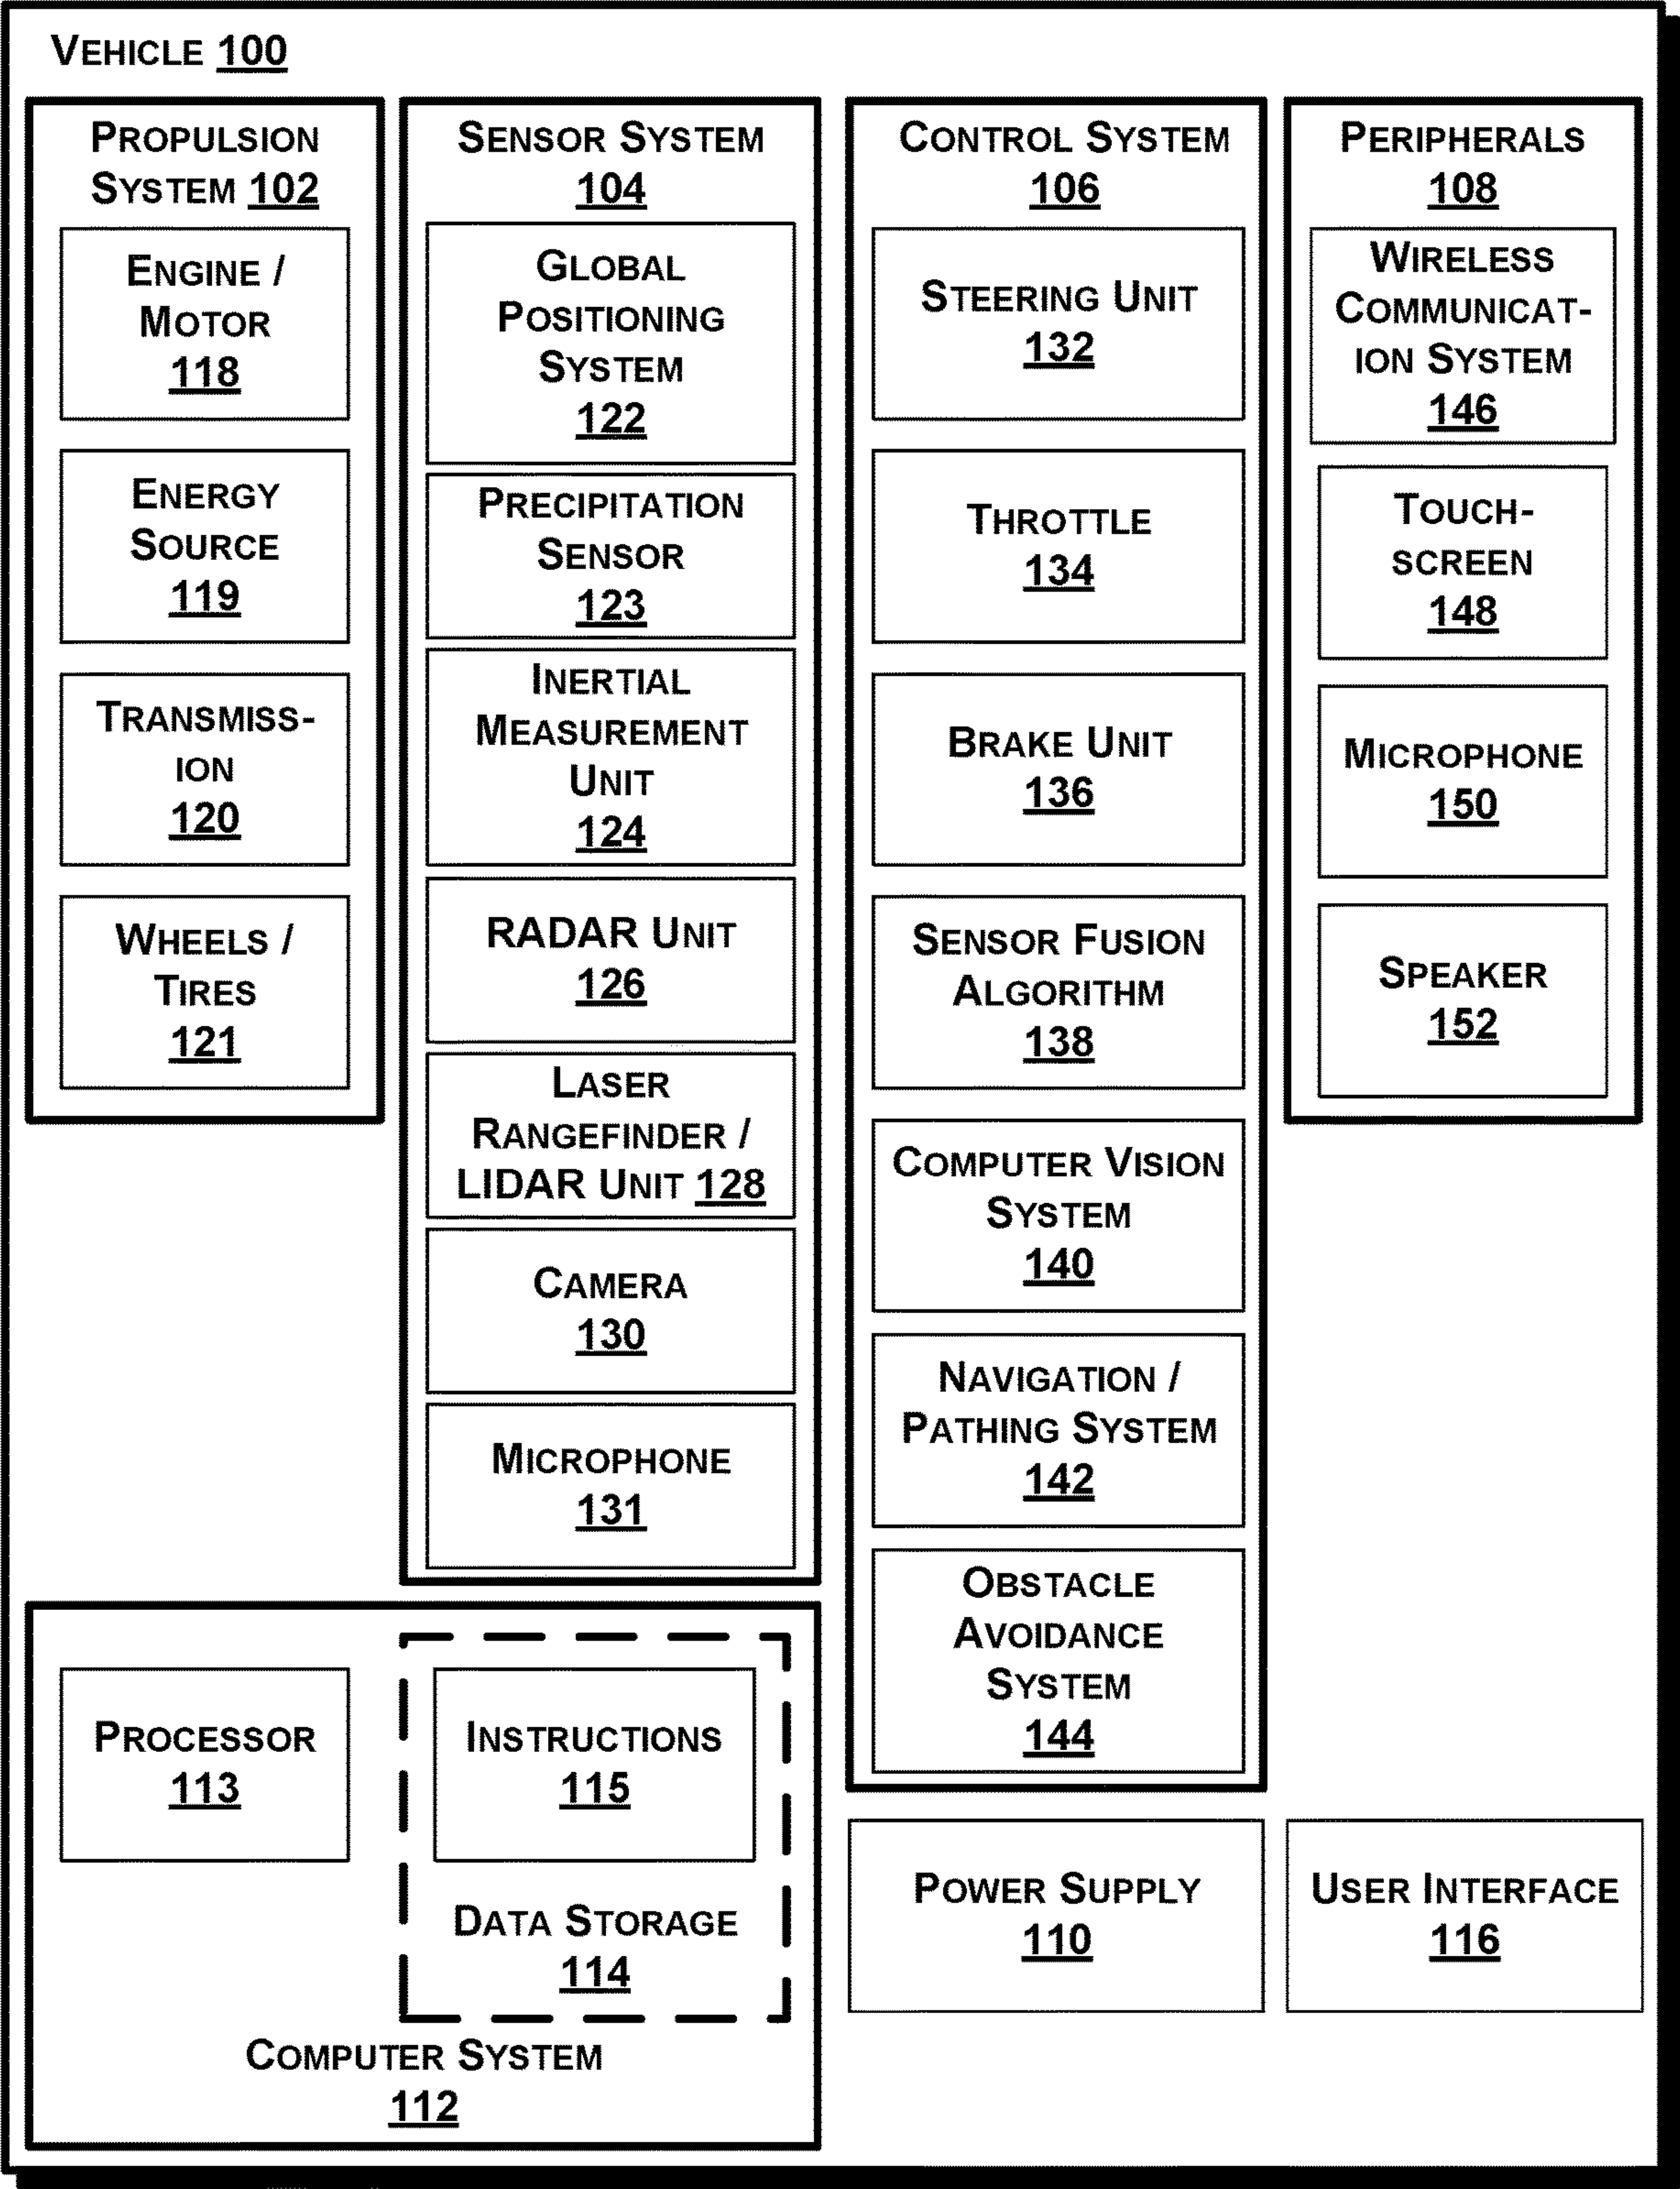 VEHICLE 100
PROPULSION
SYSTEM 102
ENGINE /
MOTOR
118
ENERGY
SOURCE
119
TRANSMISS-
ION
120
WHEELS /
TIRES
121
SENSOR SYSTEM
104
GLOBAL
POSITIONING
SYSTEM
122
PRECIPITATION
SENSOR
123
INERTIAL
MEASUREMENT
UNIT
124
RADAR UNIT
126
LASER
RANGEFINDER /
LIDAR UNIT 128
CAMERA
130
MICROPHONE
131
CONTROL SYSTEM
106
STEERING UNIT
132
THROTTLE
134
BRAKE UNIT
136
SENSOR FUSION
ALGORITHM
138
COMPUTER VISION
SYSTEM
140
NAVIGATION /
PATHING SYSTEM
142
OBSTACLE
AVOIDANCE
SYSTEM
144
PERIPHERALS
108
WIRELESS
COMMUNICAT-
ION SYSTEM
146
TOUCH-
SCREEN
148
MICROPHONE
150
SPEAKER
152
PROCESSOR
113
INSTRUCTIONS
115
DATA STORAGE
114
COMPUTER SYSTEM
112
POWER SUPPLY
110
USER INTERFACE
116